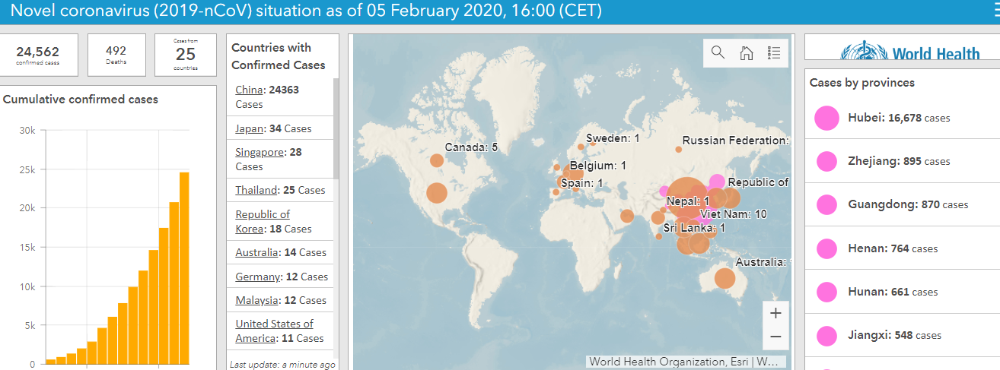 Novel coronavirus (2019-nCoV) situation as of 05 February 2020, 16:00 (CET)
24,562
confirmed cases
492
Deaths
Cases from
25
countries
Cumulative confirmed cases
30k
25k
20k
15k
10k
5k
0
Countries with
Confirmed Cases
China: 24363
Cases
Japan: 34 Cases
Singapore: 28
Cases
Thailand: 25 Cases
Republic of
Korea: 18 Cases
Australia: 14 Cases
Germany: 12 Cases
Malaysia: 12 Cases
United States of
America: 11 Cases
Last update: a minute ago
Canada: 5
Sweden: 1
Russian Federation:
Belgium: 1
Spain: 1
Republic of
Nepal: 1
Viet Nam: 10
Sri Lanka: 1
Australia:
+
−
World Health Organization, Esri | W...
World Health
Cases by provinces
Hubei: 16,678 cases
Zhejiang: 895 cases
Guangdong: 870 cases
Henan: 764 cases
Hunan: 661 cases
Jiangxi: 548 cases